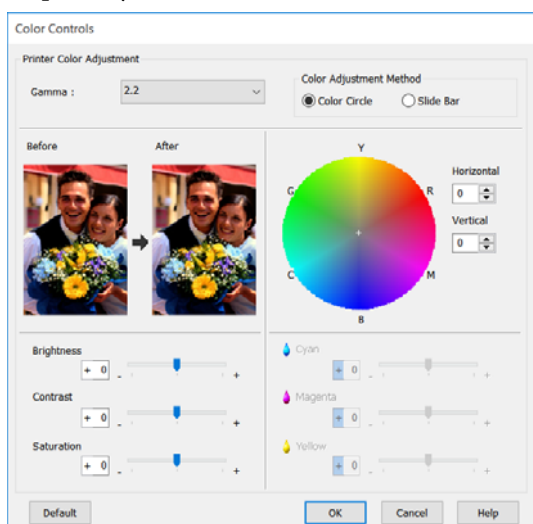 Color Controls
Printer Color Adjustment
Gamma : 2.2
Color Adjustment Method
Color Circle Slide Bar
Before After
Y
G R
C M
B
Horizontal
0
Vertical
0
Brightness
+ 0 - +
Contrast
+ 0 - +
Saturation
+ 0 - +
Cyan
+ 0 - +
Magenta
+ 0 - +
Yellow
+ 0 - +
Default OK Cancel Help